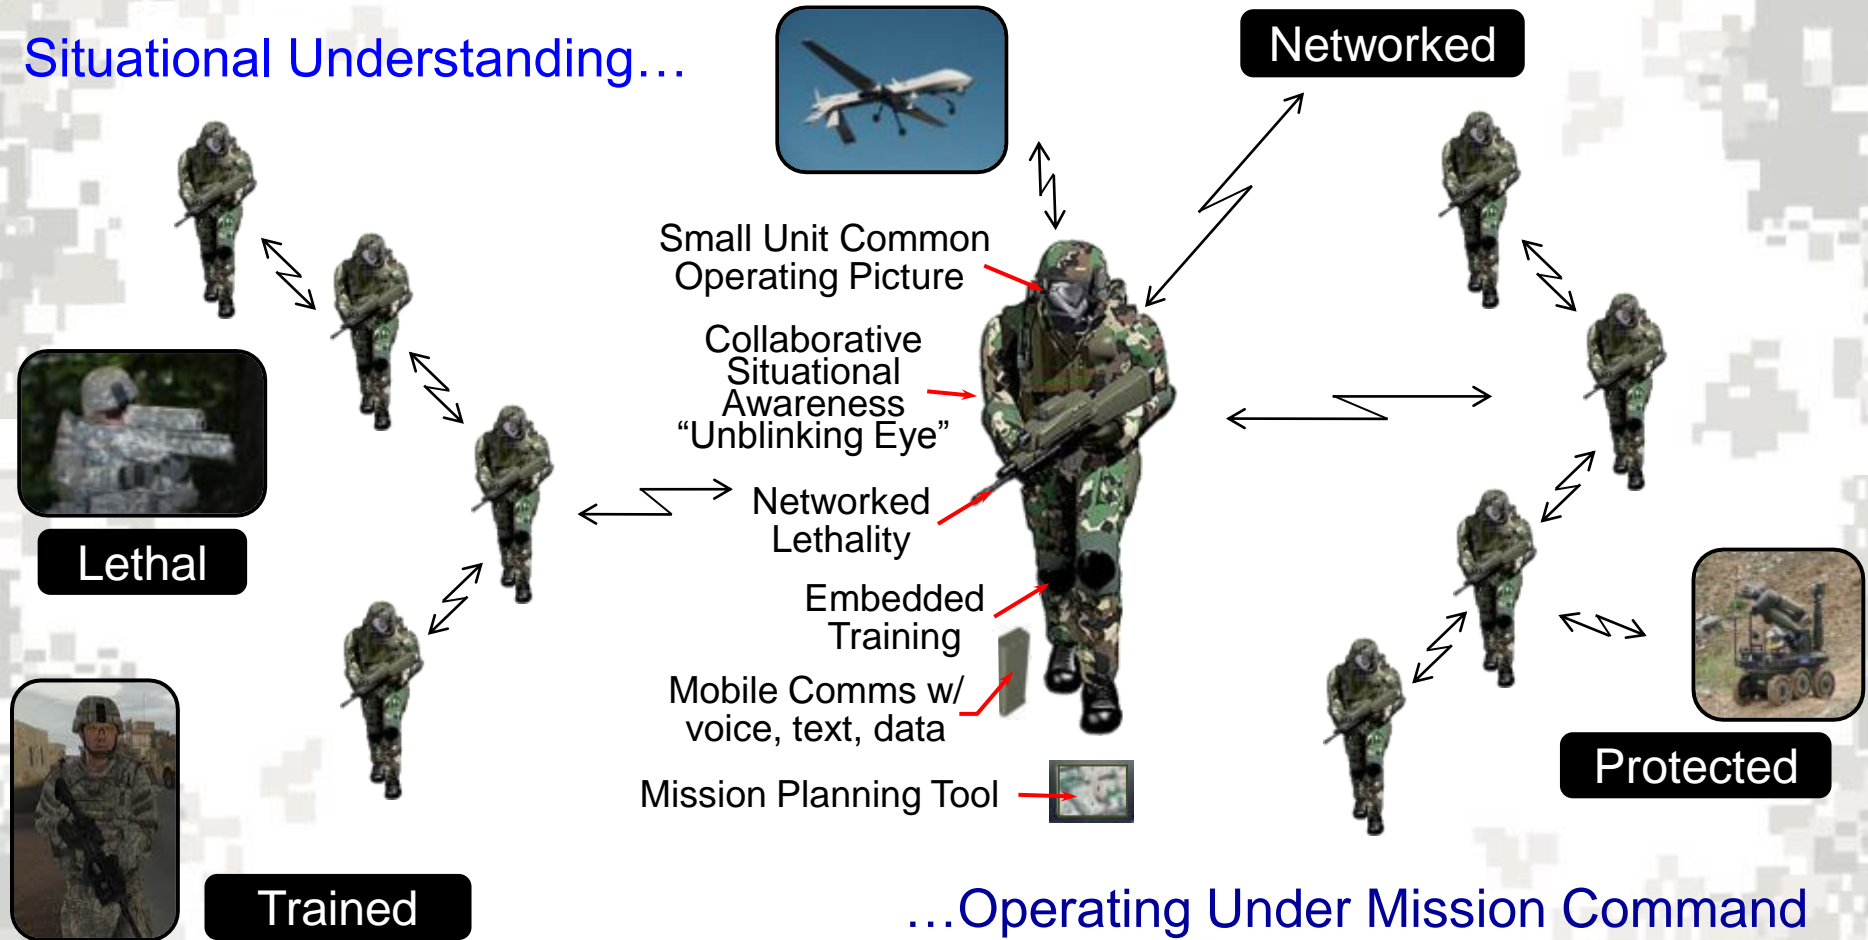 Situational Understanding…
Networked
Small Unit Common
Operating Picture
Collaborative
Situational
Awareness
“Unblinking Eye”
Networked
Lethality
Lethal
Embedded
Training
Mobile Comms w/
voice, text, data
Protected
Mission Planning Tool
Trained
…Operating Under Mission Command